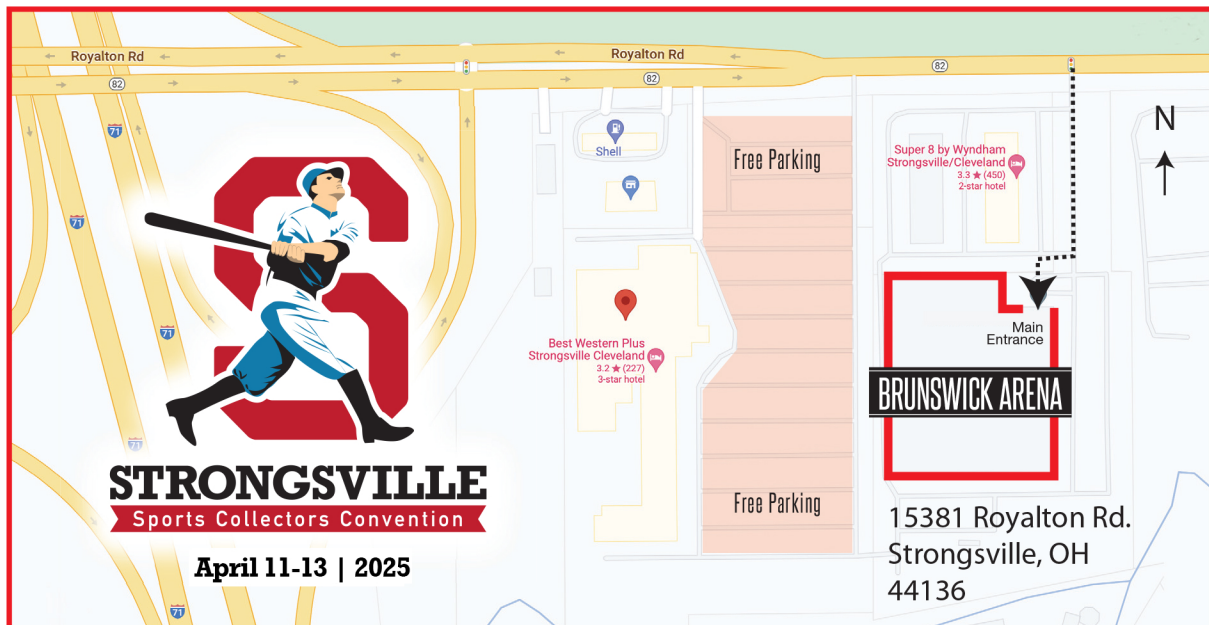 Royalton Rd
Royalton Rd
82
82
82
71
71
71
71
71
Shell
Free Parking
Super 8 by Wyndham
Strongsville/Cleveland
3.3 ★ (450)
2-star hotel
N
Best Western Plus
Strongsville Cleveland
3.2 ★ (227)
3-star hotel
Main
Entrance
BRUNSWICK ARENA
Free Parking
15381 Royalton Rd.
Strongsville, OH
44136
S
STRONGSVILLE
Sports Collectors Convention
April 11-13 | 2025